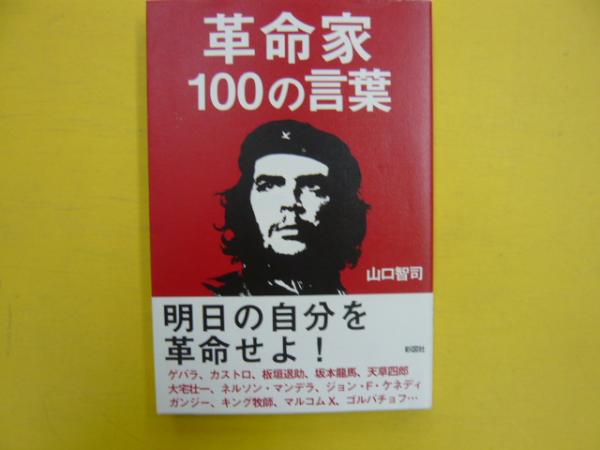 革命家
100の言葉
山口智司
明日の自分を
革命せよ!
彩図社
ゲバラ、カストロ、板垣退助、坂本龍馬、天草四郎
大宅壮一、ネルソン・マンデラ、ジョン・F・ケネディ
ガンジー、キング牧師、マルコムX、ゴルバチョフ…